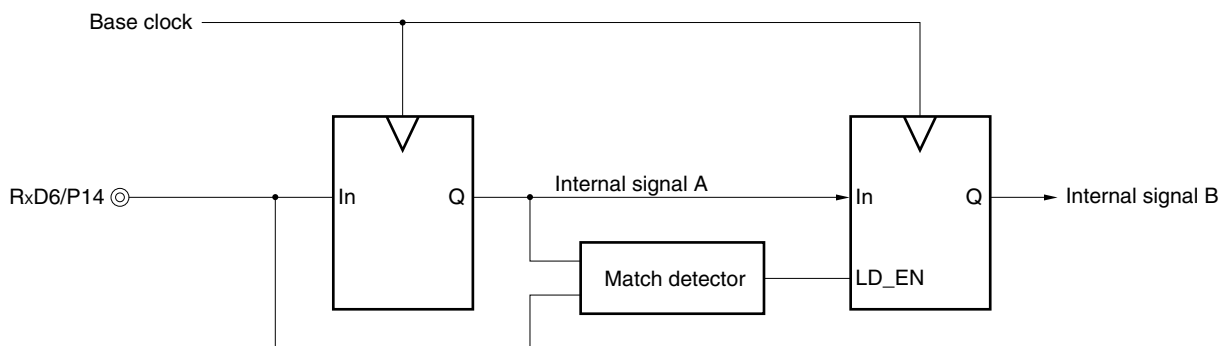 Base clock
RxD6/P14
In
Q
Internal signal A
In
Q
Internal signal B
Match detector
LD_EN